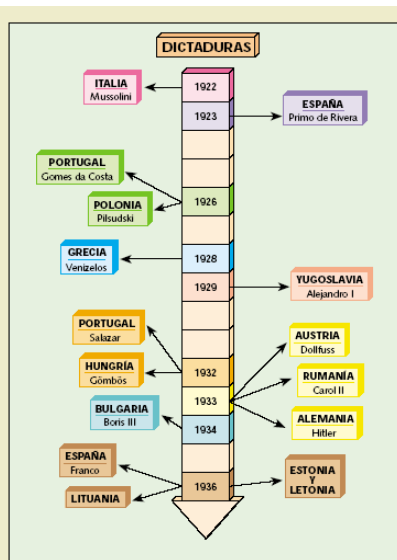 DICTADURAS
ITALIA
Mussolini
1922
1923
ESPAÑA
Primo de Rivera
PORTUGAL
Gomes da Costa
POLONIA
Pilsudski
1926
GRECIA
Venizelos
1928
1929
YUGOSLAVIA
Alejandro I
PORTUGAL
Salazar
HUNGRÍA
Gömbös
1932
AUSTRIA
Dollfuss
RUMANÍA
Carol II
ALEMANIA
Hitler
1933
BULGARIA
Boris III
1934
ESPAÑA
Franco
LITUANIA
1936
ESTONIA
Y
LETONIA